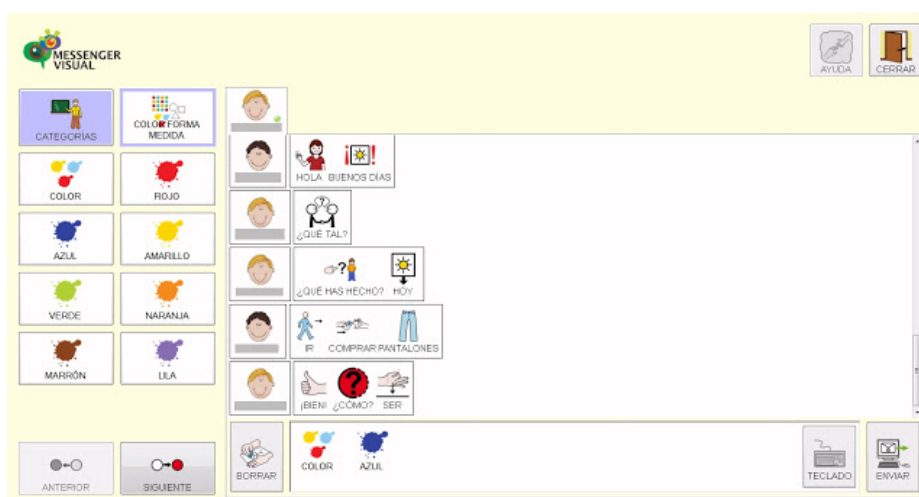 MESSENGER
VISUAL
AYUDA
CERRAR
CATEGORÍAS
COLOR FORMA
MEDIDA
COLOR
ROJO
AZUL
AMARILLO
VERDE
NARANJA
MARRÓN
LILA
ANTERIOR
SIGUIENTE
HOLA BUENOS DÍAS
¿QUÉ TAL?
¿QUÉ HAS HECHO? HOY
IR COMPRAR PANTALONES
¡BIEN! ¿CÓMO? SER
BORRAR
COLOR AZUL
TECLADO
ENVIAR